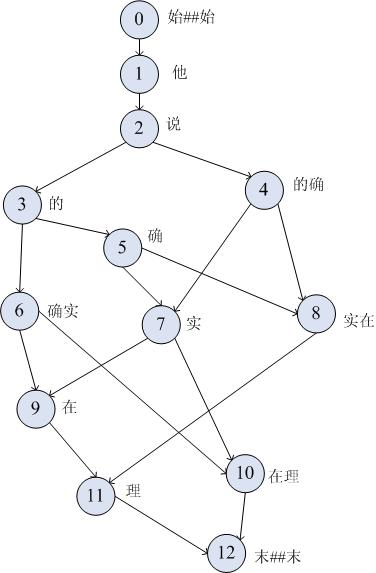 0 始##始
1 他
2 说
3 的
4 的确
5 确
6 确实
7 实
8 实在
9 在
10 在理
11 理
12 末##末